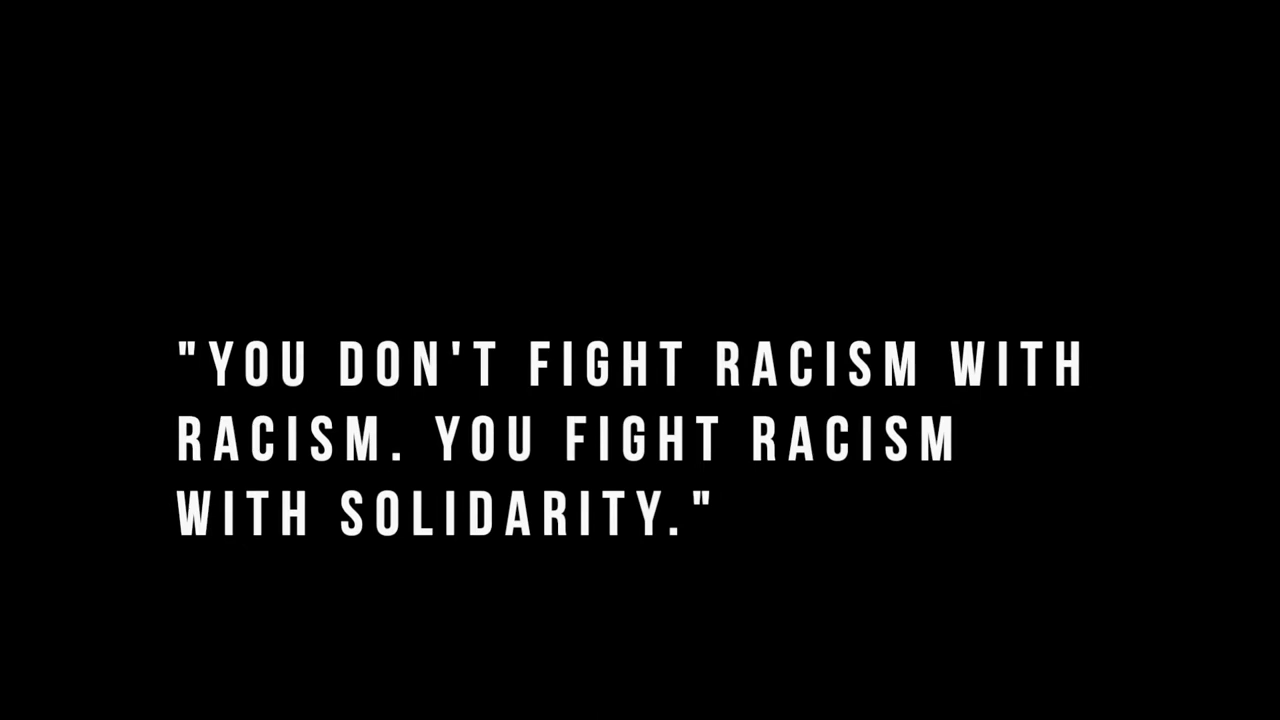 "YOU DON'T FIGHT RACISM WITH
RACISM. YOU FIGHT RACISM
WITH SOLIDARITY."